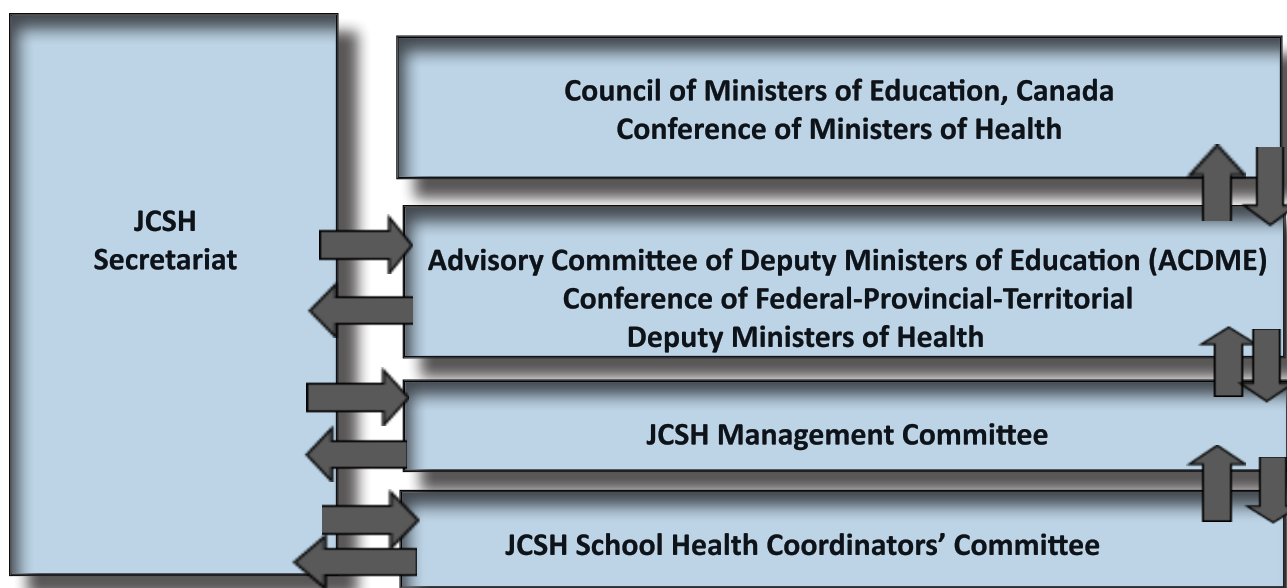 JCSH
Secretariat
Council of Ministers of Education, Canada
Conference of Ministers of Health
Advisory Committee of Deputy Ministers of Education (ACDME)
Conference of Federal-Provincial-Territorial
Deputy Ministers of Health
JCSH Management Committee
JCSH School Health Coordinators’ Committee